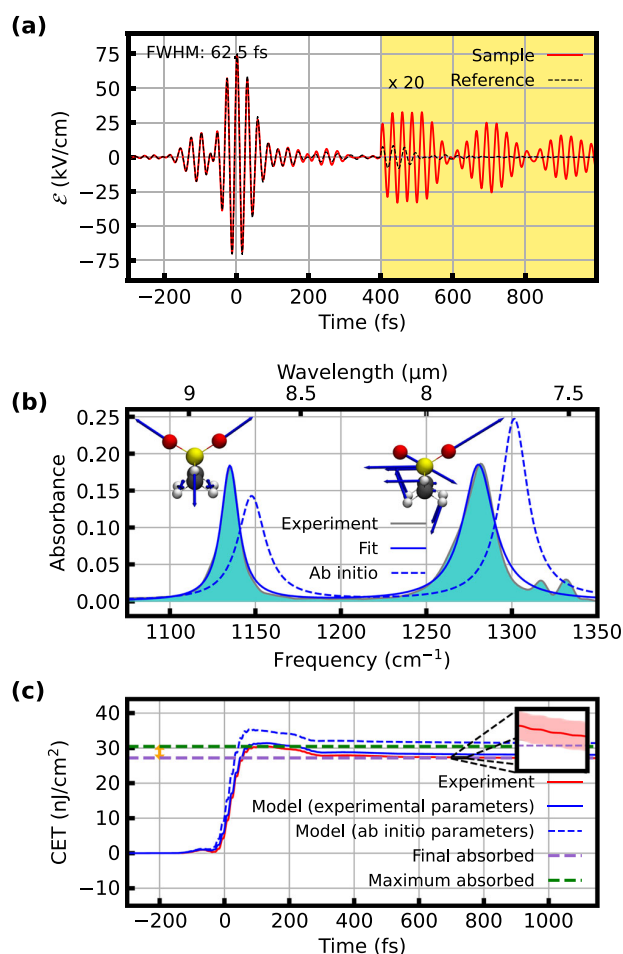 (a)
FWHM: 62.5 fs
Sample
x 20
Reference
75
50
25
0
−25
−50
−75
ℰ (kV/cm)
−200 0 200 400 600 800
Time (fs)
Wavelength (μm)
9 8.5 8 7.5
(b)
0.25
0.20
0.15
0.10
0.05
0.00
Absorbance
Experiment
Fit
Ab initio
1100 1150 1200 1250 1300 1350
Frequency (cm⁻¹)
(c)
40
30
20
10
0
−10
CET (nJ/cm²)
Experiment
Model (experimental parameters)
Model (ab initio parameters)
Final absorbed
Maximum absorbed
−200 0 200 400 600 800 1000
Time (fs)